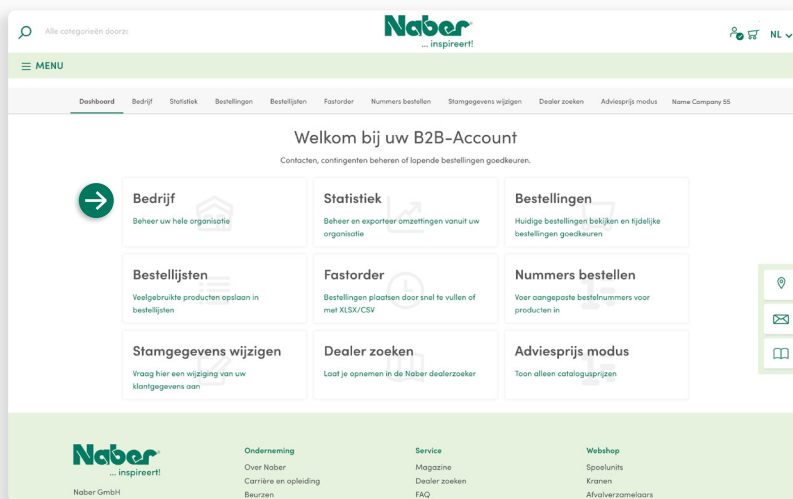 Alle categorieën doorzo
Naber
... inspireert!
NL
MENU
Dashboard Bedrijf Statistiek Bestellingen Bestellijsten Fastorder Nummers bestellen Stamgegevens wijzigen Dealer zoeken Adviesprijs modus Name Company 55
Welkom bij uw B2B-Account
Contacten, contingenten beheren of lopende bestellingen goedkeuren.
Bedrijf
Beheer uw hele organisatie
Statistiek
Beheer en exporteer omzettingen vanuit uw
organisatie
Bestellingen
Huidige bestellingen bekijken en tijdelijke
bestellingen goedkeuren
Bestellijsten
Veelgebruikte producten opslaan in
bestellijsten
Fastorder
Bestellingen plaatsen door snel te vullen of
met XLSX/CSV
Nummers bestellen
Voer aangepaste bestelnummers voor
producten in
Stamgegevens wijzigen
Vraag hier een wijziging van uw
klantgegevens aan
Dealer zoeken
Laat je opnemen in de Naber dealerzoeker
Adviesprijs modus
Toon alleen catalogusprijzen
Naber
... inspireert!
Naber GmbH
Onderneming
Over Naber
Carrière en opleiding
Beurzen
Service
Magazine
Dealer zoeken
FAQ
Webshop
Spoelunits
Kranen
Afvalverzamelaars